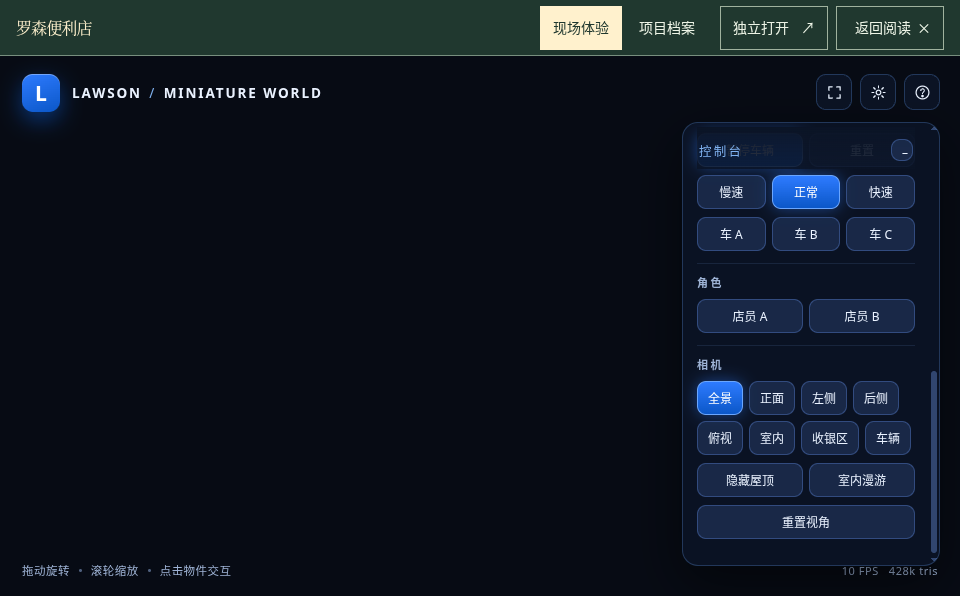 罗森便利店 现场体验 项目档案 独立打开 ↗ 返回阅读 ×
L LAWSON / MINIATURE WORLD
控制台 –
慢速 正常 快速
车 A 车 B 车 C
角色
店员 A 店员 B
相机
全景 正面 左侧 后侧
俯视 室内 收银区 车辆
隐藏屋顶 室内漫游
重置视角
拖动旋转 • 滚轮缩放 • 点击物件交互 10 FPS 428k tris